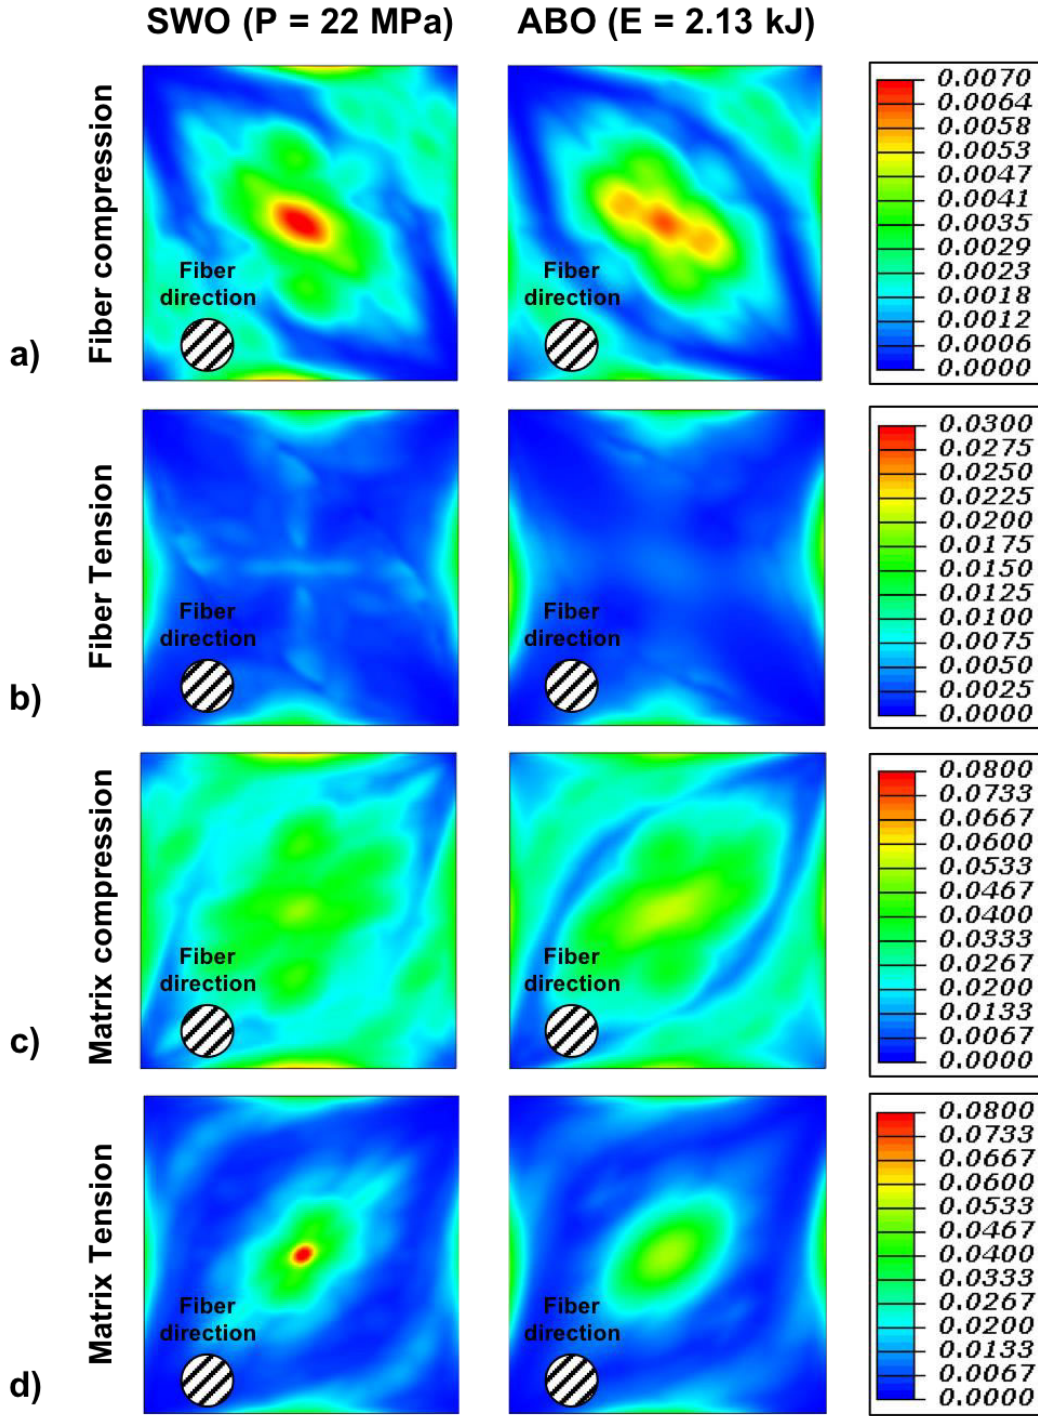 SWO (P = 22 MPa) ABO (E = 2.13 kJ)
a)
Fiber compression
Fiber
direction
Fiber
direction
0.0070
0.0064
0.0058
0.0053
0.0047
0.0041
0.0035
0.0029
0.0023
0.0018
0.0012
0.0006
0.0000
b)
Fiber Tension
Fiber
direction
Fiber
direction
0.0300
0.0275
0.0250
0.0225
0.0200
0.0175
0.0150
0.0125
0.0100
0.0075
0.0050
0.0025
0.0000
c)
Matrix compression
Fiber
direction
Fiber
direction
0.0800
0.0733
0.0667
0.0600
0.0533
0.0467
0.0400
0.0333
0.0267
0.0200
0.0133
0.0067
0.0000
d)
Matrix Tension
Fiber
direction
Fiber
direction
0.0800
0.0733
0.0667
0.0600
0.0533
0.0467
0.0400
0.0333
0.0267
0.0200
0.0133
0.0067
0.0000